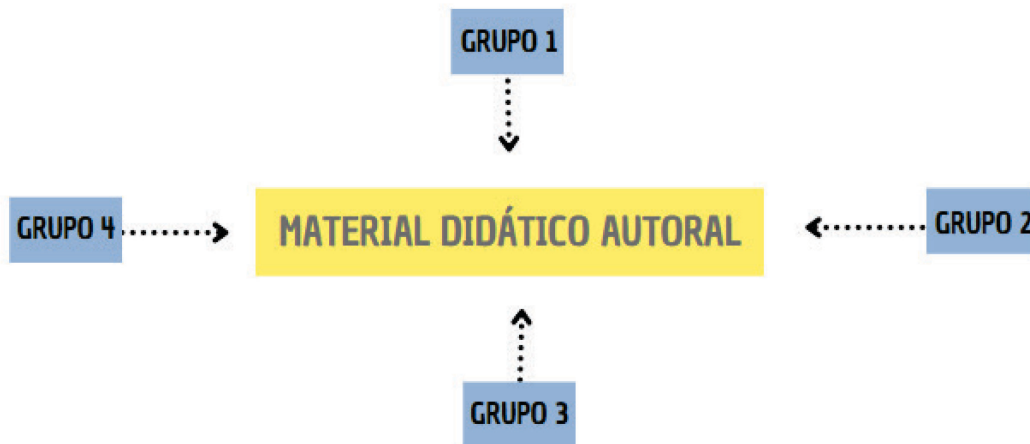 GRUPO 1
GRUPO 4
MATERIAL DIDÁTICO AUTORAL
GRUPO 2
GRUPO 3